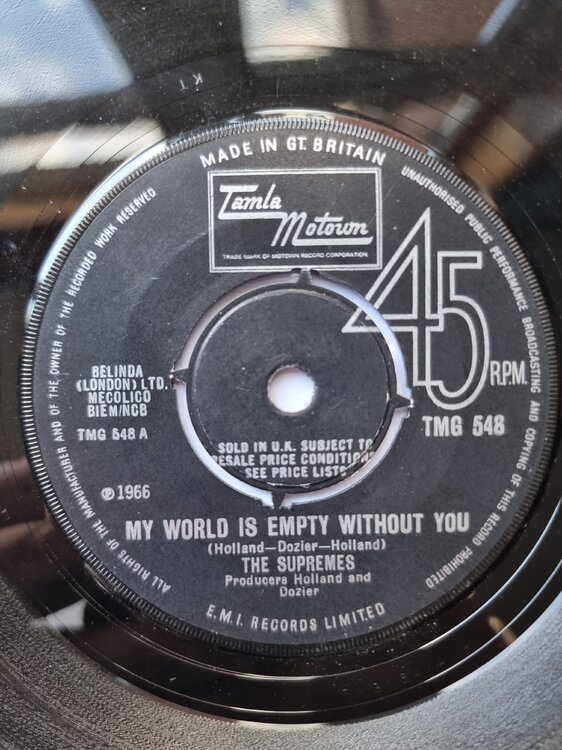 MADE IN GT. BRITAIN
UNAUTHORISED PUBLIC PERFORMANCE BROADCASTING AND COPYING OF THIS RECORD PROHIBITED
ALL RIGHTS OF THE MANUFACTURER AND OF THE OWNER OF THE RECORDED WORK RESERVED
Tamla
Motown
TRADE MARK OF MOTOWN RECORD CORPORATION
45
R.P.M.
BELINDA
(LONDON) LTD.
MECOLICO
BIEM/NCB
TMG 548 A
TMG 548
SOLD IN U.K. SUBJECT TO
RESALE PRICE CONDITIONS
SEE PRICE LISTS
℗1966
MY WORLD IS EMPTY WITHOUT YOU
(Holland—Dozier—Holland)
THE SUPREMES
Producers Holland and
Dozier
E.M.I. RECORDS LIMITED
KT